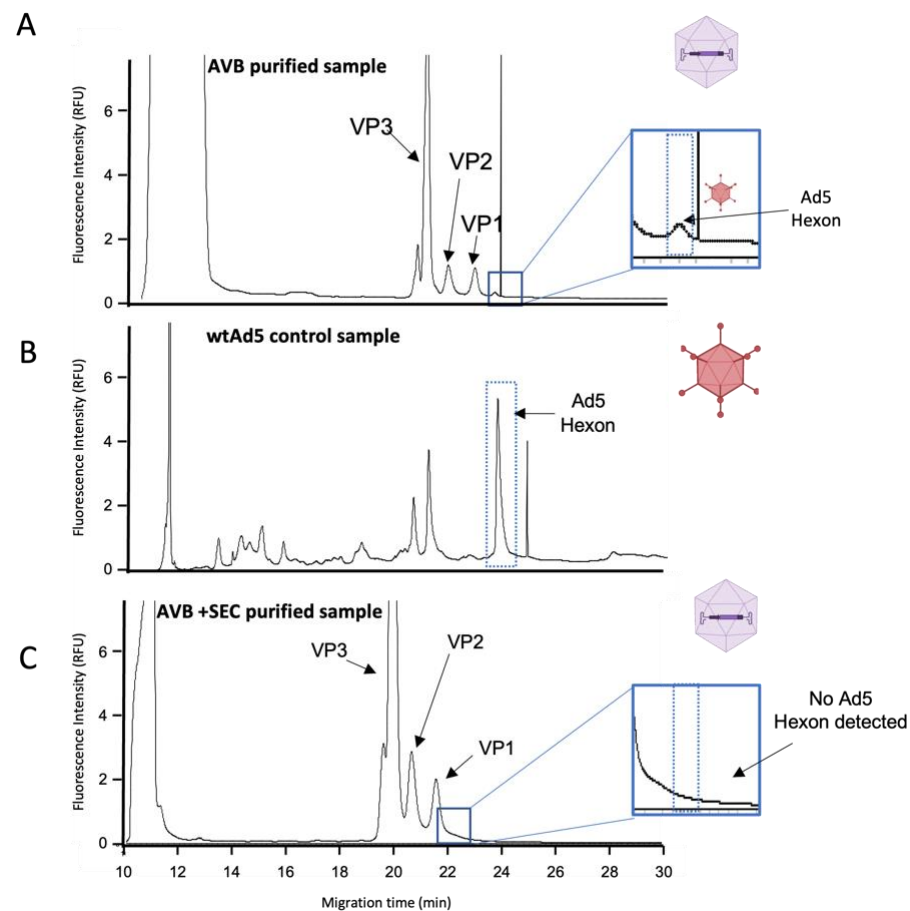 A
AVB purified sample
Fluorescence Intensity (RFU)
6
4
2
0
VP3
VP2
VP1
Ad5
Hexon
B
wtAd5 control sample
Fluorescence Intensity (RFU)
6
4
2
0
Ad5
Hexon
C
AVB +SEC purified sample
Fluorescence Intensity (RFU)
6
4
2
0
VP3
VP2
VP1
No Ad5
Hexon detected
10 12 14 16 18 20 22 24 26 28 30
Migration time (min)